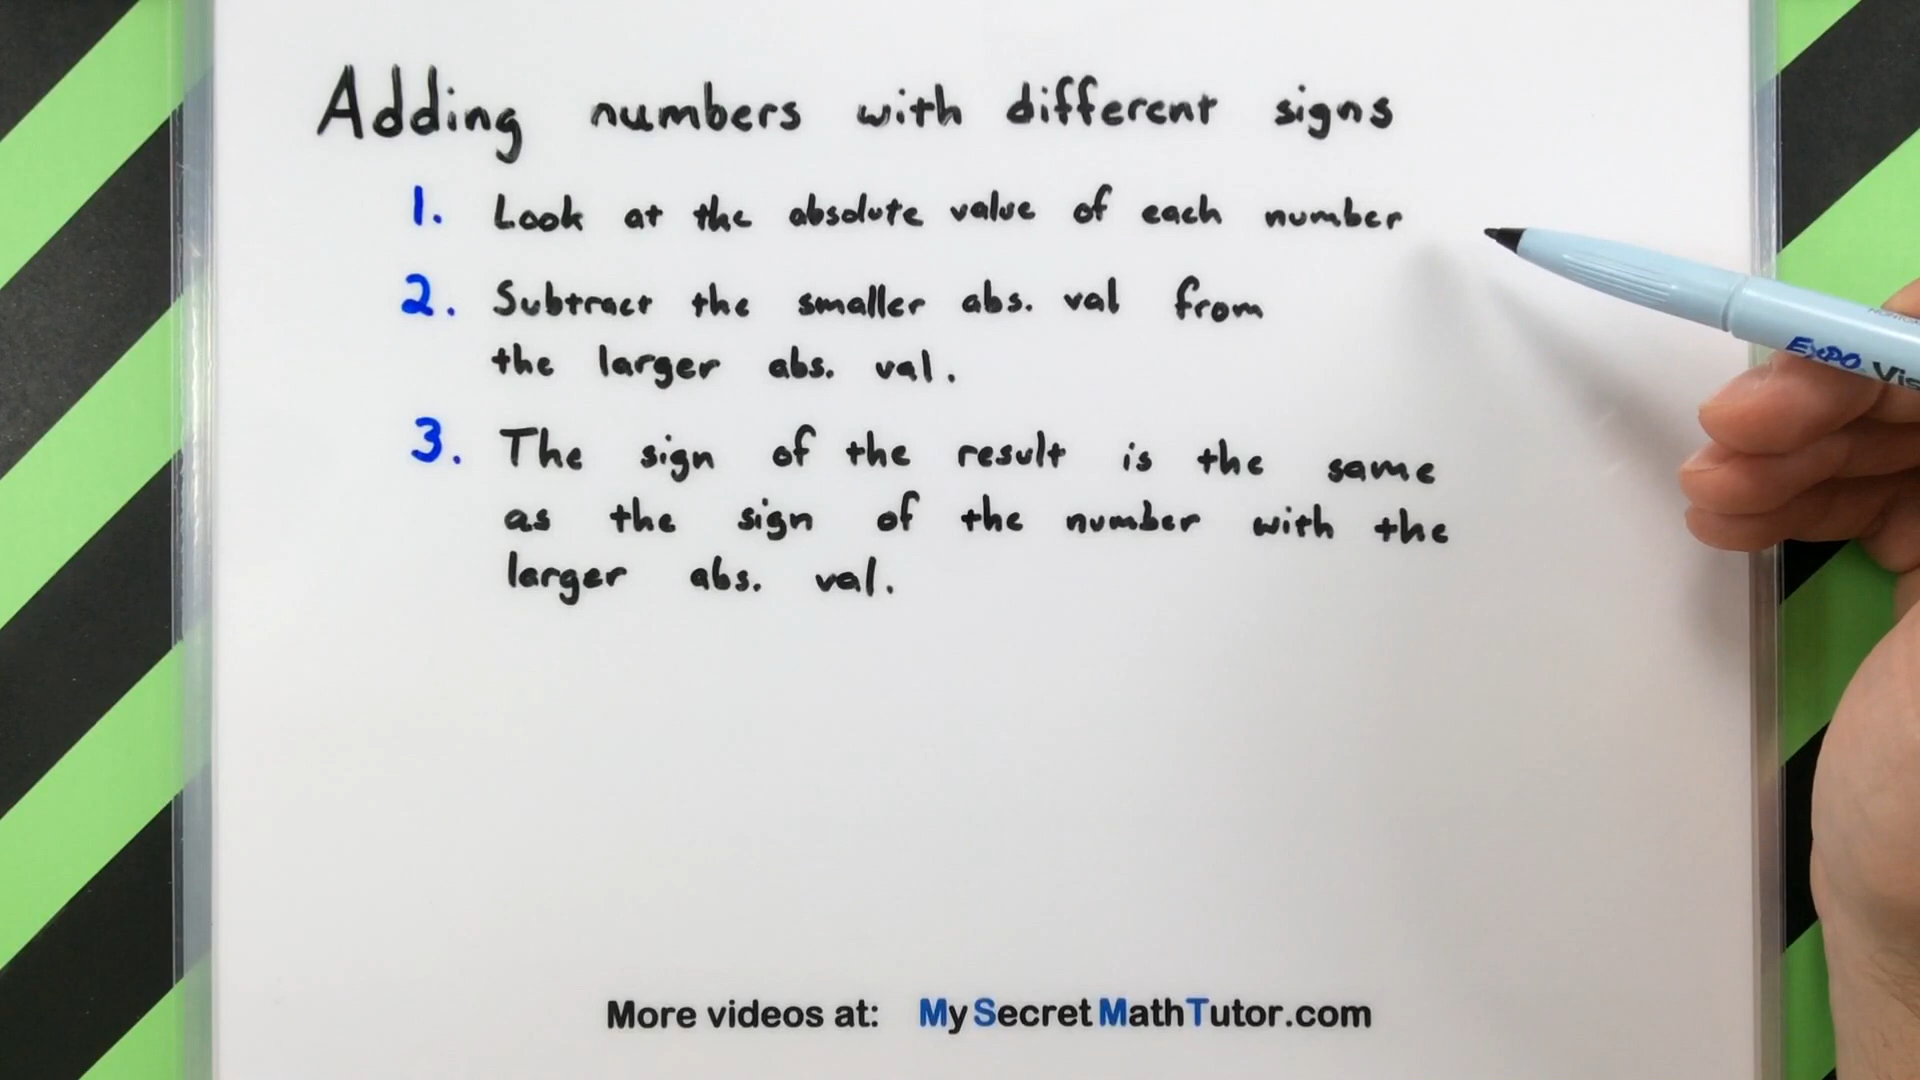 Adding numbers with different signs
1. Look at the absolute value of each number
2. Subtract the smaller abs. val from
the larger abs. val.
3. The sign of the result is the same
as the sign of the number with the
larger abs. val.
EXPO Vis
More videos at: MySecretMathTutor.com